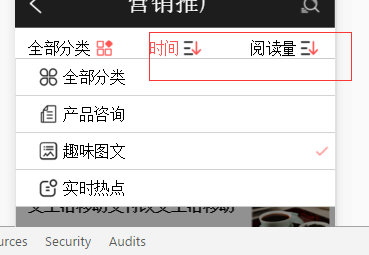 营销推广
全部分类 时间 阅读量
全部分类
产品咨询
趣味图文
实时热点
urces Security Audits